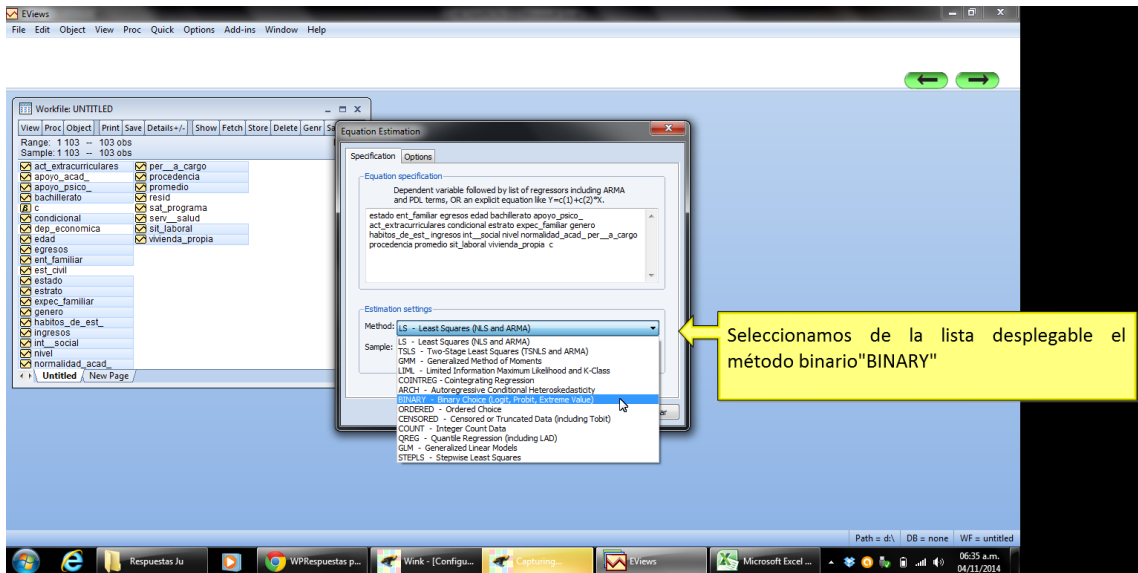 EViews
File Edit Object View Proc Quick Options Add-ins Window Help
Workfile: UNTITLED
View Proc Object Print Save Details+/- Show Fetch Store Delete Genr
Range: 1 103 -- 103 obs
Sample: 1 103 -- 103 obs
act_extracurriculares
apoyo_acad_
apoyo_psico_
bachillerato
c
condicional
dep_economica
edad
egresos
ent_familiar
est_civil
estado
estrato
expec_familiar
genero
habitos_de_est_
ingresos
int__social
nivel
normalidad_acad_
per__a_cargo
procedencia
promedio
resid
sat_programa
serv__salud
sit_laboral
vivienda_propia
Untitled New Page
Equation Estimation
Specification Options
Equation specification
Dependent variable followed by list of regressors including ARMA
and PDL terms, OR an explicit equation like Y=c(1)+c(2)*X.
estado ent_familiar egresos edad bachillerato apoyo_psico_
act_extracurriculares condicional estrato expec_familiar genero
habitos_de_est_ ingresos int__social nivel normalidad_acad_ per__a_cargo
procedencia promedio sit_laboral vivienda_propia c
Estimation settings
Method: LS - Least Squares (NLS and ARMA)
Sample:
LS - Least Squares (NLS and ARMA)
TSLS - Two-Stage Least Squares (TSNLS and ARMA)
GMM - Generalized Method of Moments
LIML - Limited Information Maximum Likelihood and K-Class
COINTREG - Cointegrating Regression
ARCH - Autoregressive Conditional Heteroskedasticity
BINARY - Binary Choice (Logit, Probit, Extreme Value)
ORDERED - Ordered Choice
CENSORED - Censored or Truncated Data (including Tobit)
COUNT - Integer Count Data
QREG - Quantile Regression (including LAD)
GLM - Generalized Linear Models
STEPLS - Stepwise Least Squares
Seleccionamos de la lista desplegable el
método binario"BINARY"
Path = d:\ DB = none WF = untitled
Respuestas Ju
WPRespuestas p...
Wink - [Configu...
Capturing...
EViews
Microsoft Excel ...
06:35 a.m.
04/11/2014